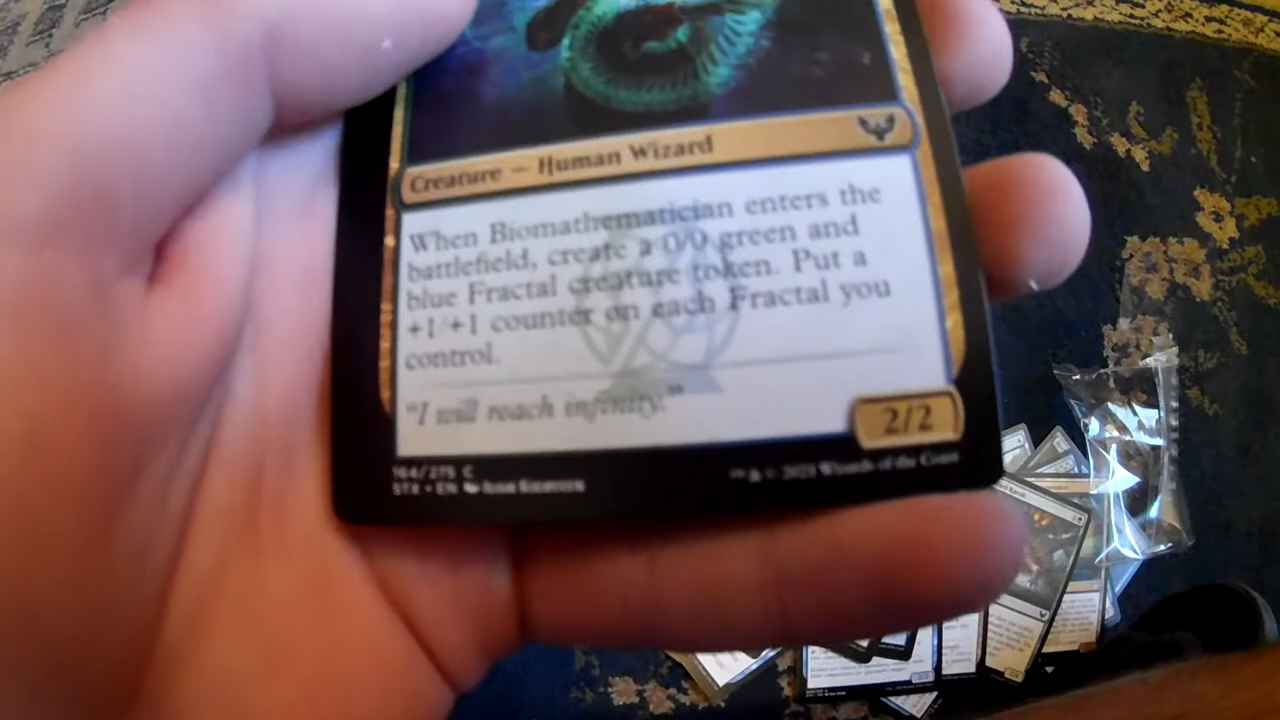 Creature — Human Wizard
When Biomathematician enters the
battlefield, create a 0/0 green and
blue Fractal creature token. Put a
+1/+1 counter on each Fractal you
control.
"I will reach infinity."
2/2
164/275 C
STX • EN
™ & © 2021 Wizards of the Coast